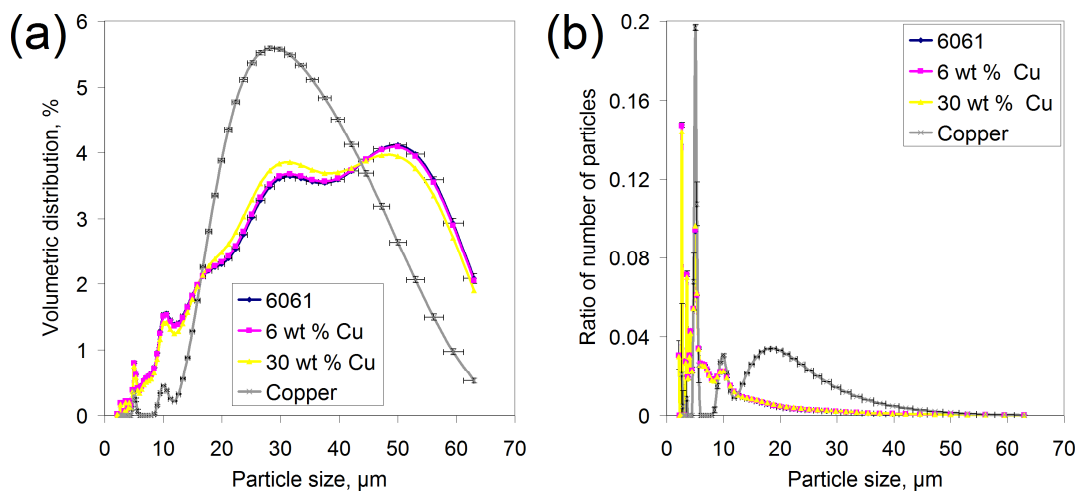 (a)
Volumetric distribution, %
6
5
4
3
2
1
0
6061
6 wt % Cu
30 wt % Cu
Copper
0 10 20 30 40 50 60 70
Particle size, µm
(b)
Ratio of number of particles
0.2
0.16
0.12
0.08
0.04
0
6061
6 wt % Cu
30 wt % Cu
Copper
0 10 20 30 40 50 60 70
Particle size, µm